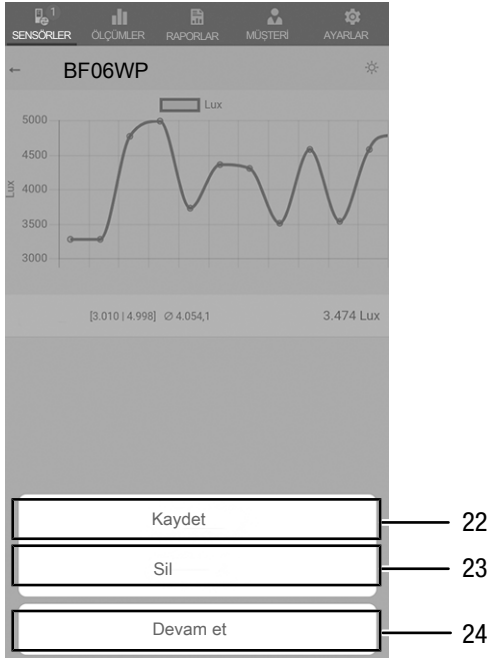 1
SENSÖRLER ÖLÇÜMLER RAPORLAR MÜŞTERİ AYARLAR
← BF06WP
Lux
5000
4500
4000
3500
3000
Lux
[3.010 | 4.998] ∅ 4.054,1 3.474 Lux
Kaydet 22
Sil 23
Devam et 24